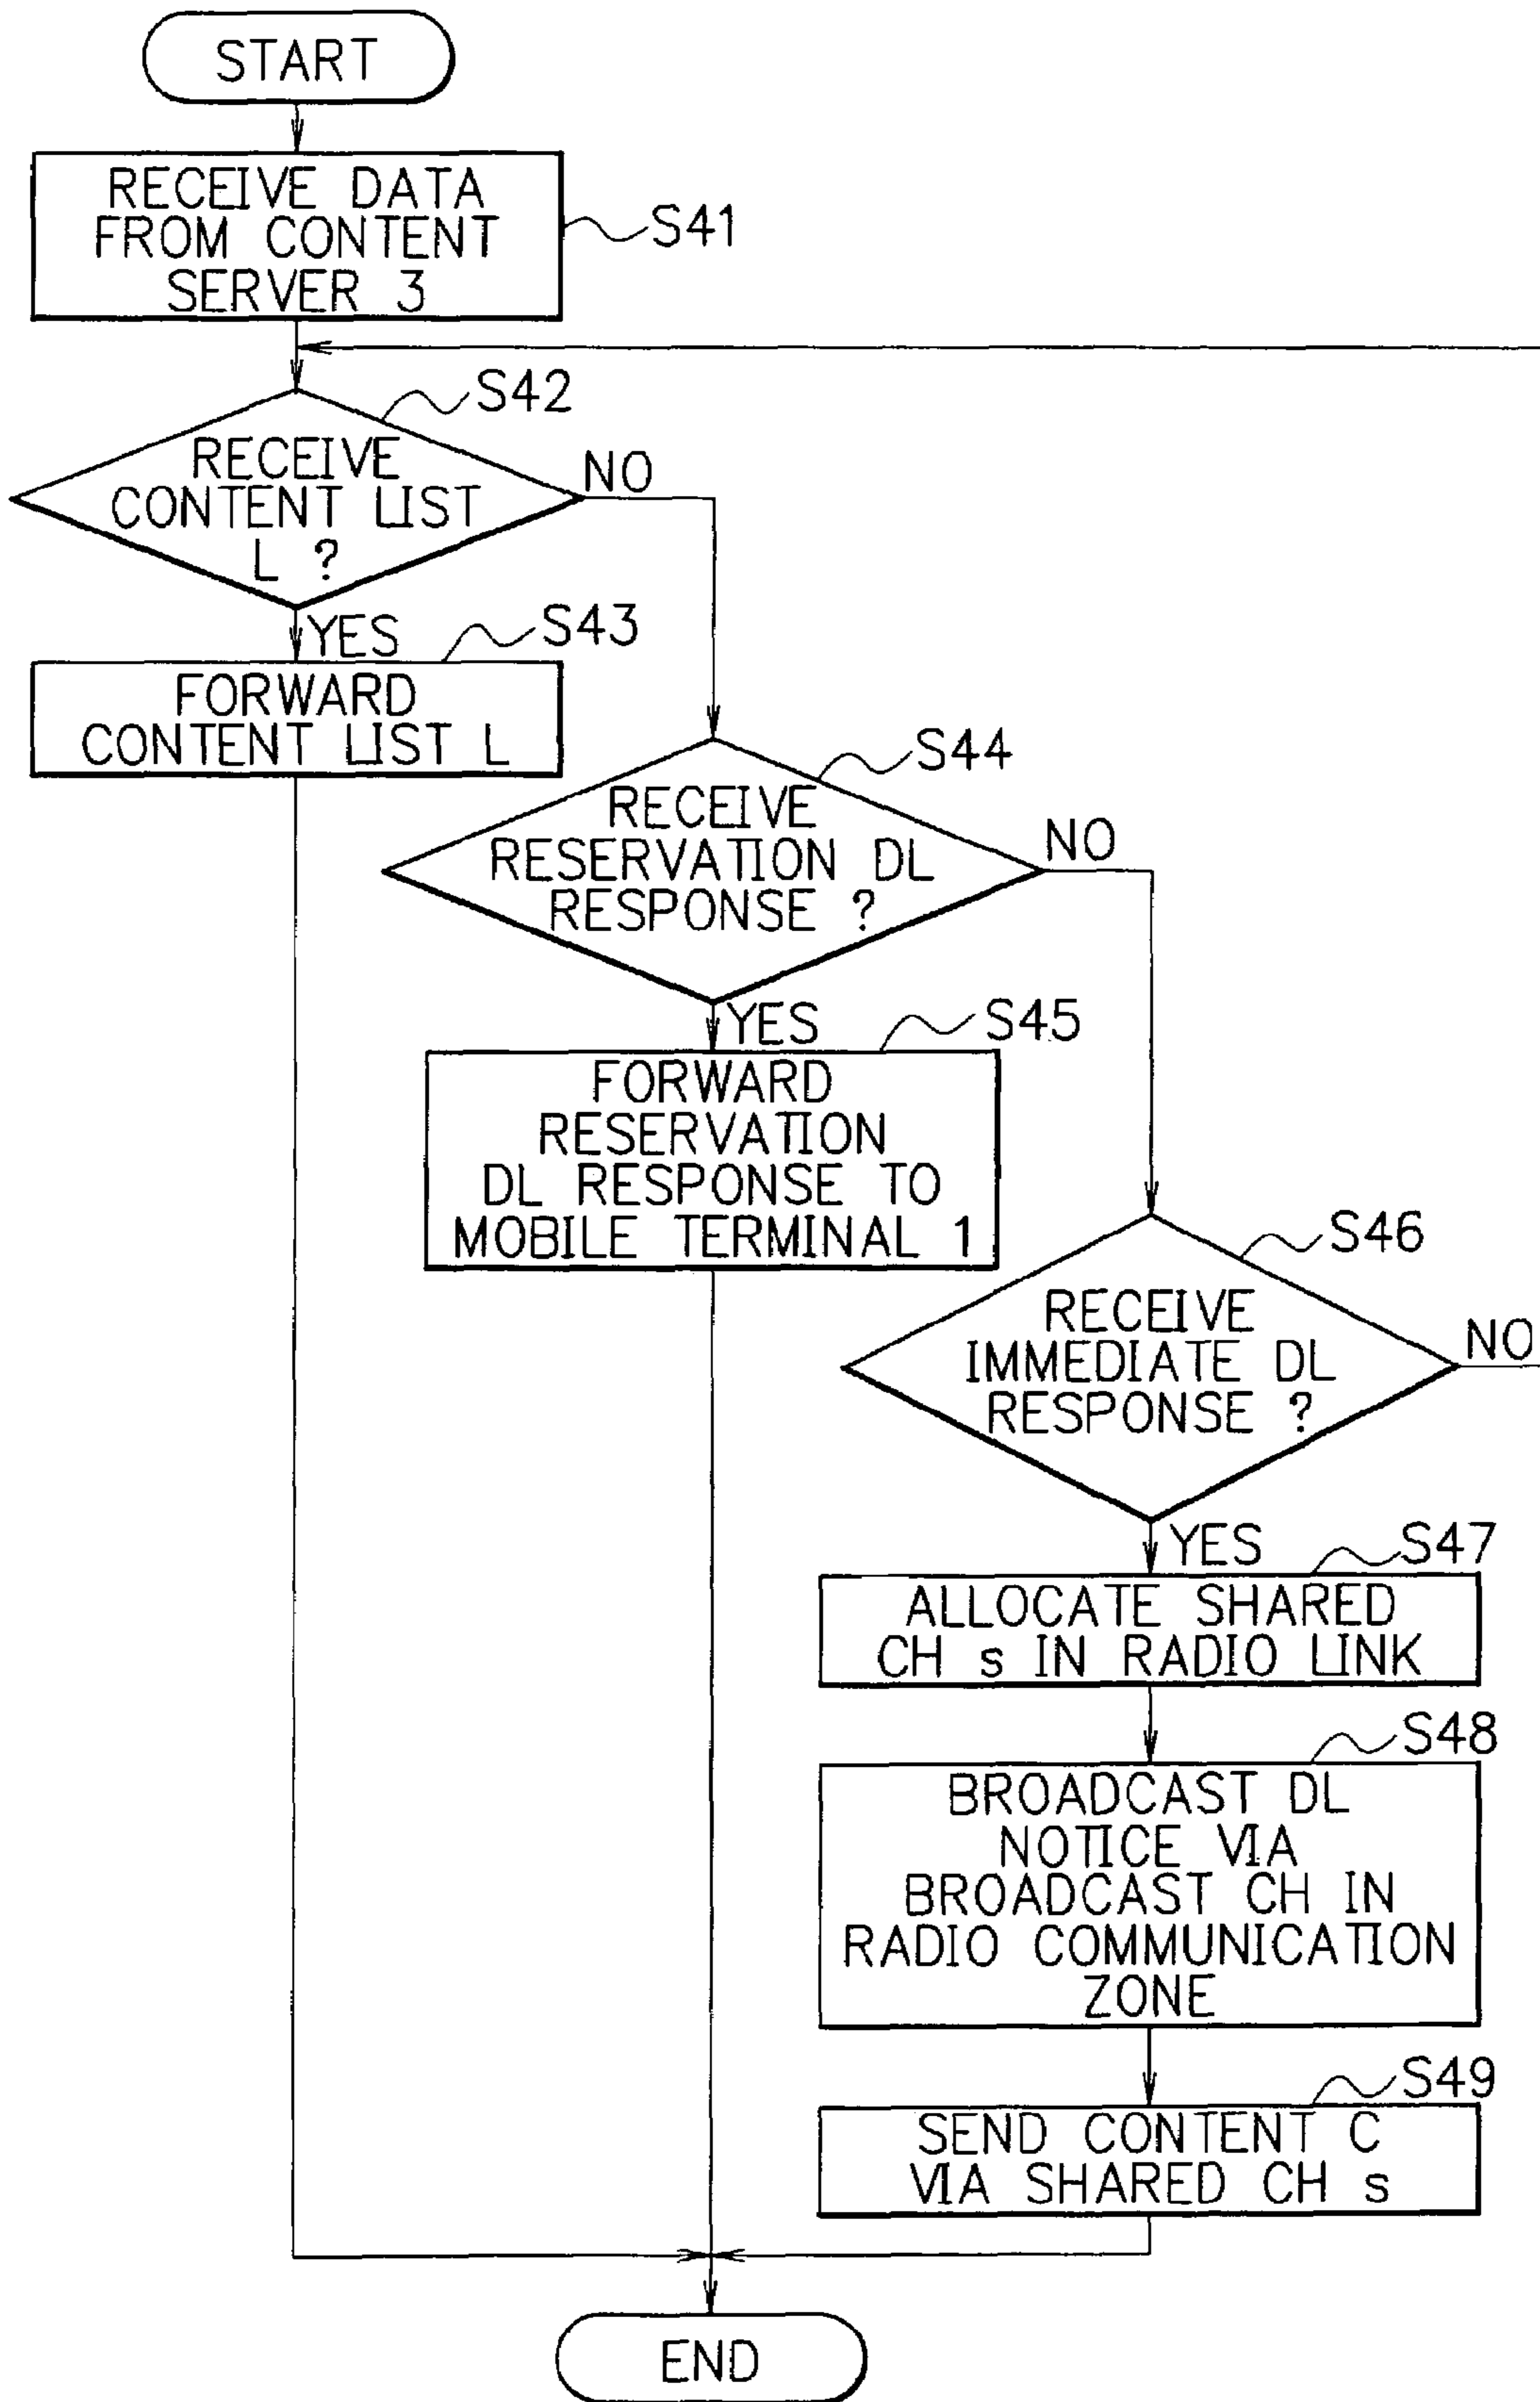 START
RECEIVE DATA
FROM CONTENT
SERVER 3
S41
S42
RECEIVE
CONTENT LIST
L ?
NO
YES
S43
FORWARD
CONTENT LIST L
S44
RECEIVE
RESERVATION DL
RESPONSE ?
NO
YES
S45
FORWARD
RESERVATION
DL RESPONSE TO
MOBILE TERMINAL 1
S46
RECEIVE
IMMEDIATE DL
RESPONSE ?
NO
YES
S47
ALLOCATE SHARED
CH s IN RADIO LINK
S48
BROADCAST DL
NOTICE VIA
BROADCAST CH IN
RADIO COMMUNICATION
ZONE
S49
SEND CONTENT C
VIA SHARED CH s
END